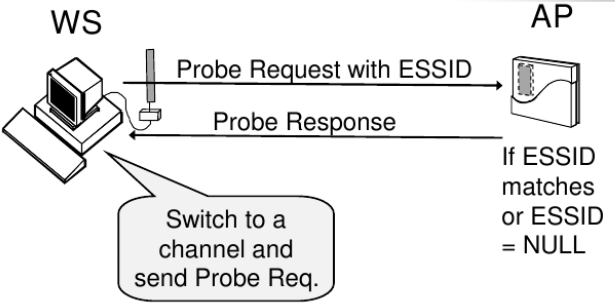 WS
AP
Probe Request with ESSID
Probe Response
If ESSID
matches
or ESSID
= NULL
Switch to a
channel and
send Probe Req.